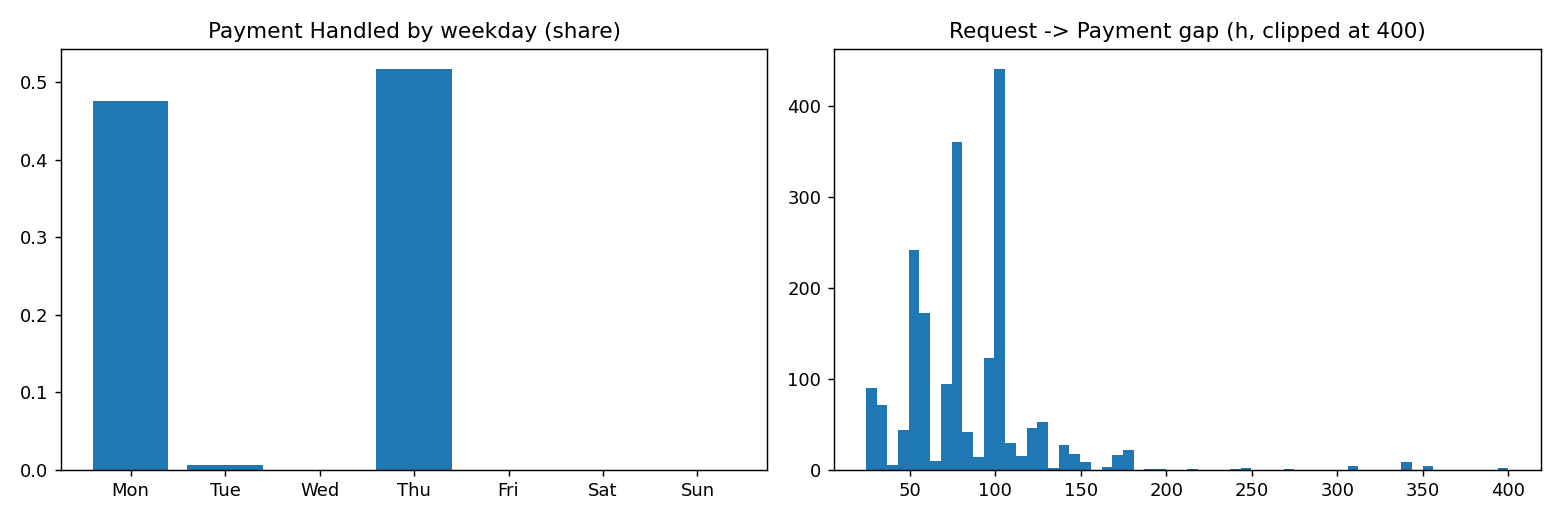 Payment Handled by weekday (share)
0.5
0.4
0.3
0.2
0.1
0.0
Mon Tue Wed Thu Fri Sat Sun
Request -> Payment gap (h, clipped at 400)
400
300
200
100
0
50 100 150 200 250 300 350 400